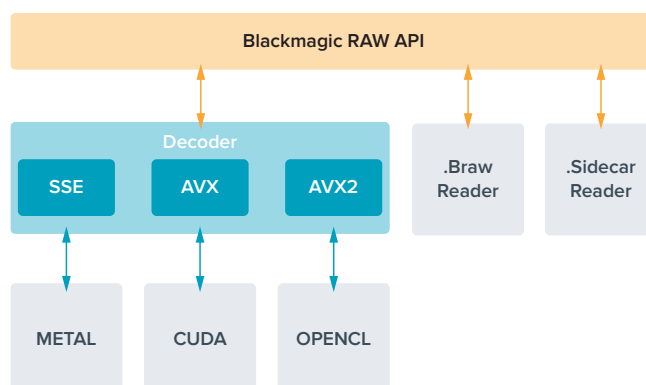 Blackmagic RAW API
Decoder
SSE
AVX
AVX2
.Braw
Reader
.Sidecar
Reader
METAL
CUDA
OPENCL